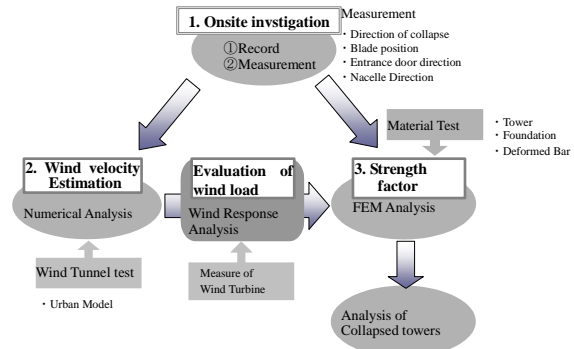 1. Onsite invstigation
①Record
②Measurement
Measurement
・Direction of collapse
・Blade position
・Entrance door direction
・Nacelle Direction
Material Test
・Tower
・Foundation
・Deformed Bar
2. Wind velocity
Estimation
Numerical Analysis
Evaluation of
wind load
Wind Response
Analysis
3. Strength
factor
FEM Analysis
Wind Tunnel test
・Urban Model
Measure of
Wind Turbine
Analysis of
Collapsed towers